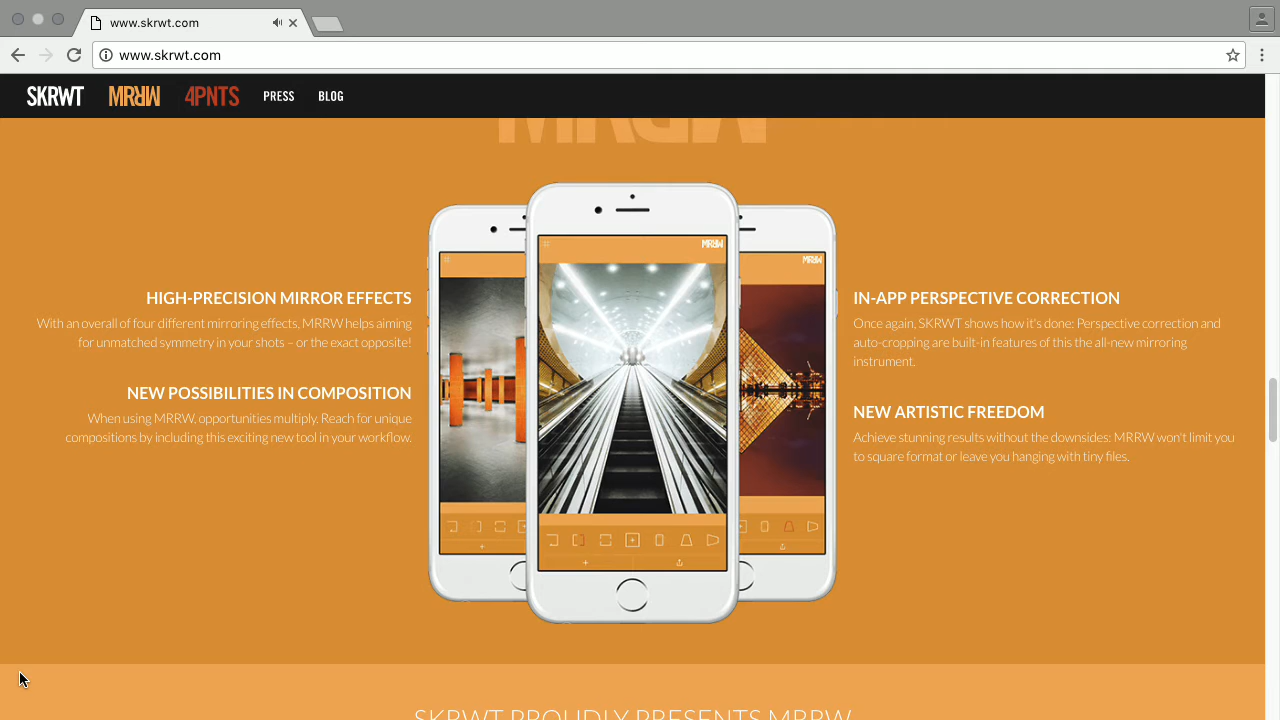 www.skrwt.com
www.skrwt.com
SKRWT MRRW 4PNTS PRESS BLOG
MRRW
MRRW
MRRW
HIGH-PRECISION MIRROR EFFECTS
With an overall of four different mirroring effects, MRRW helps aiming
for unmatched symmetry in your shots – or the exact opposite!
NEW POSSIBILITIES IN COMPOSITION
When using MRRW, opportunities multiply. Reach for unique
compositions by including this exciting new tool in your workflow.
IN-APP PERSPECTIVE CORRECTION
Once again, SKRWT shows how it's done: Perspective correction and
auto-cropping are built-in features of this the all-new mirroring
instrument.
NEW ARTISTIC FREEDOM
Achieve stunning results without the downsides: MRRW won't limit you
to square format or leave you hanging with tiny files.
SKRWT PROUDLY PRESENTS MRRW